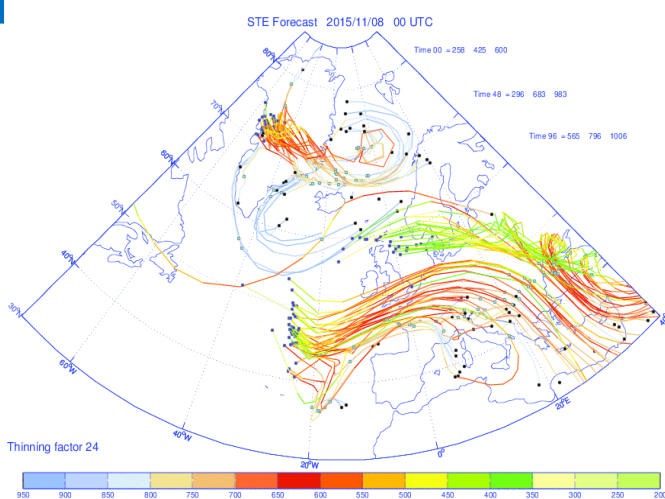 STE Forecast 2015/11/08 00 UTC
Time 00 = 258 425 600
Time 48 = 296 683 983
Time 96 = 565 796 1006
80°N
70°N
60°N
50°N
40°N
30°N
60°W
40°W
20°W
0°
20°E
Thinning factor 24
950 900 850 800 750 700 650 600 550 500 450 400 350 300 250 200